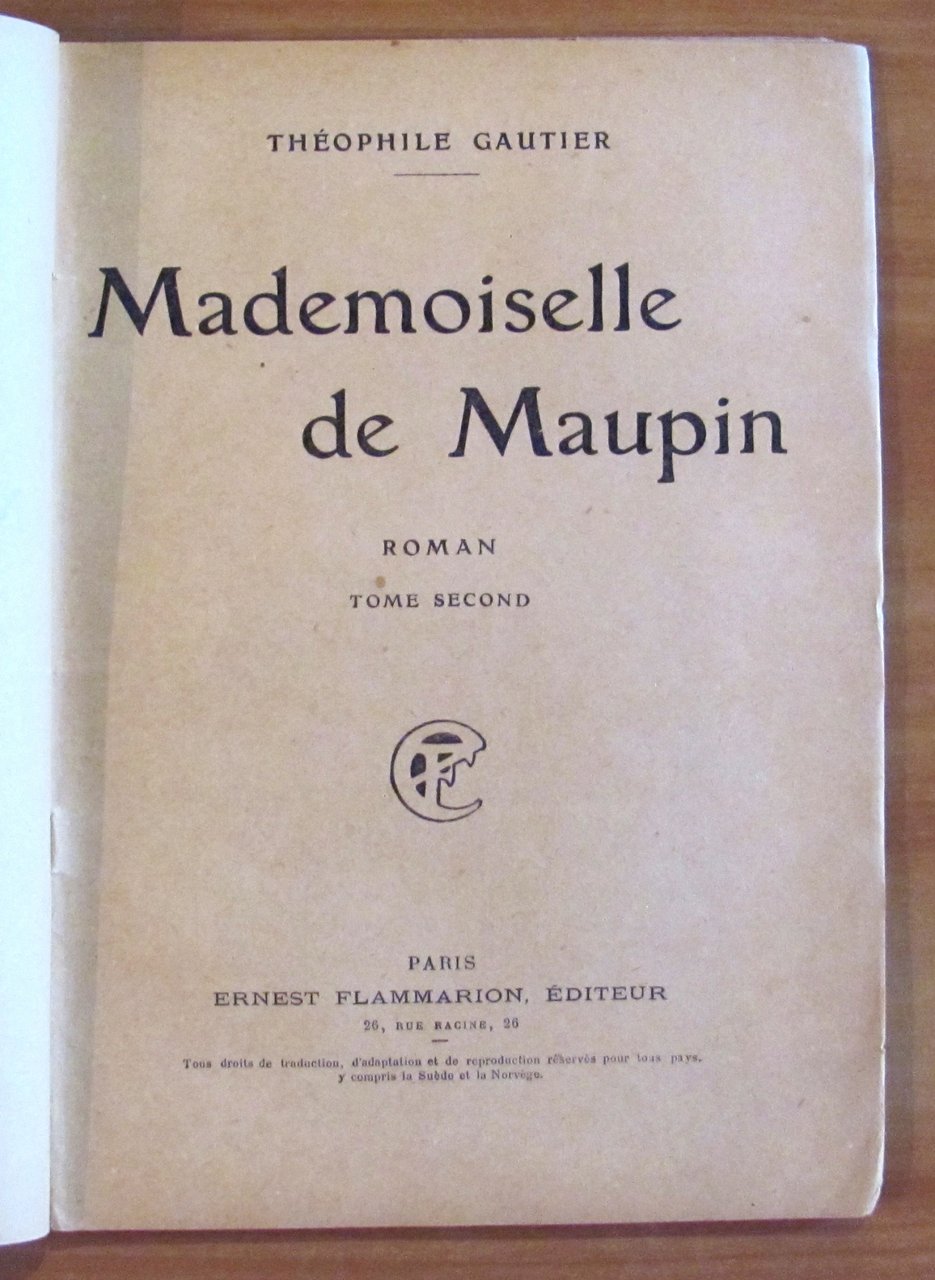 THÉOPHILE GAUTIER
Mademoiselle
de Maupin
ROMAN
TOME SECOND
PARIS
ERNEST FLAMMARION, ÉDITEUR
26, RUE RACINE, 26
Tous droits de traduction, d'adaptation et de reproduction réservés pour tous pays,
y compris la Suède et la Norvège.